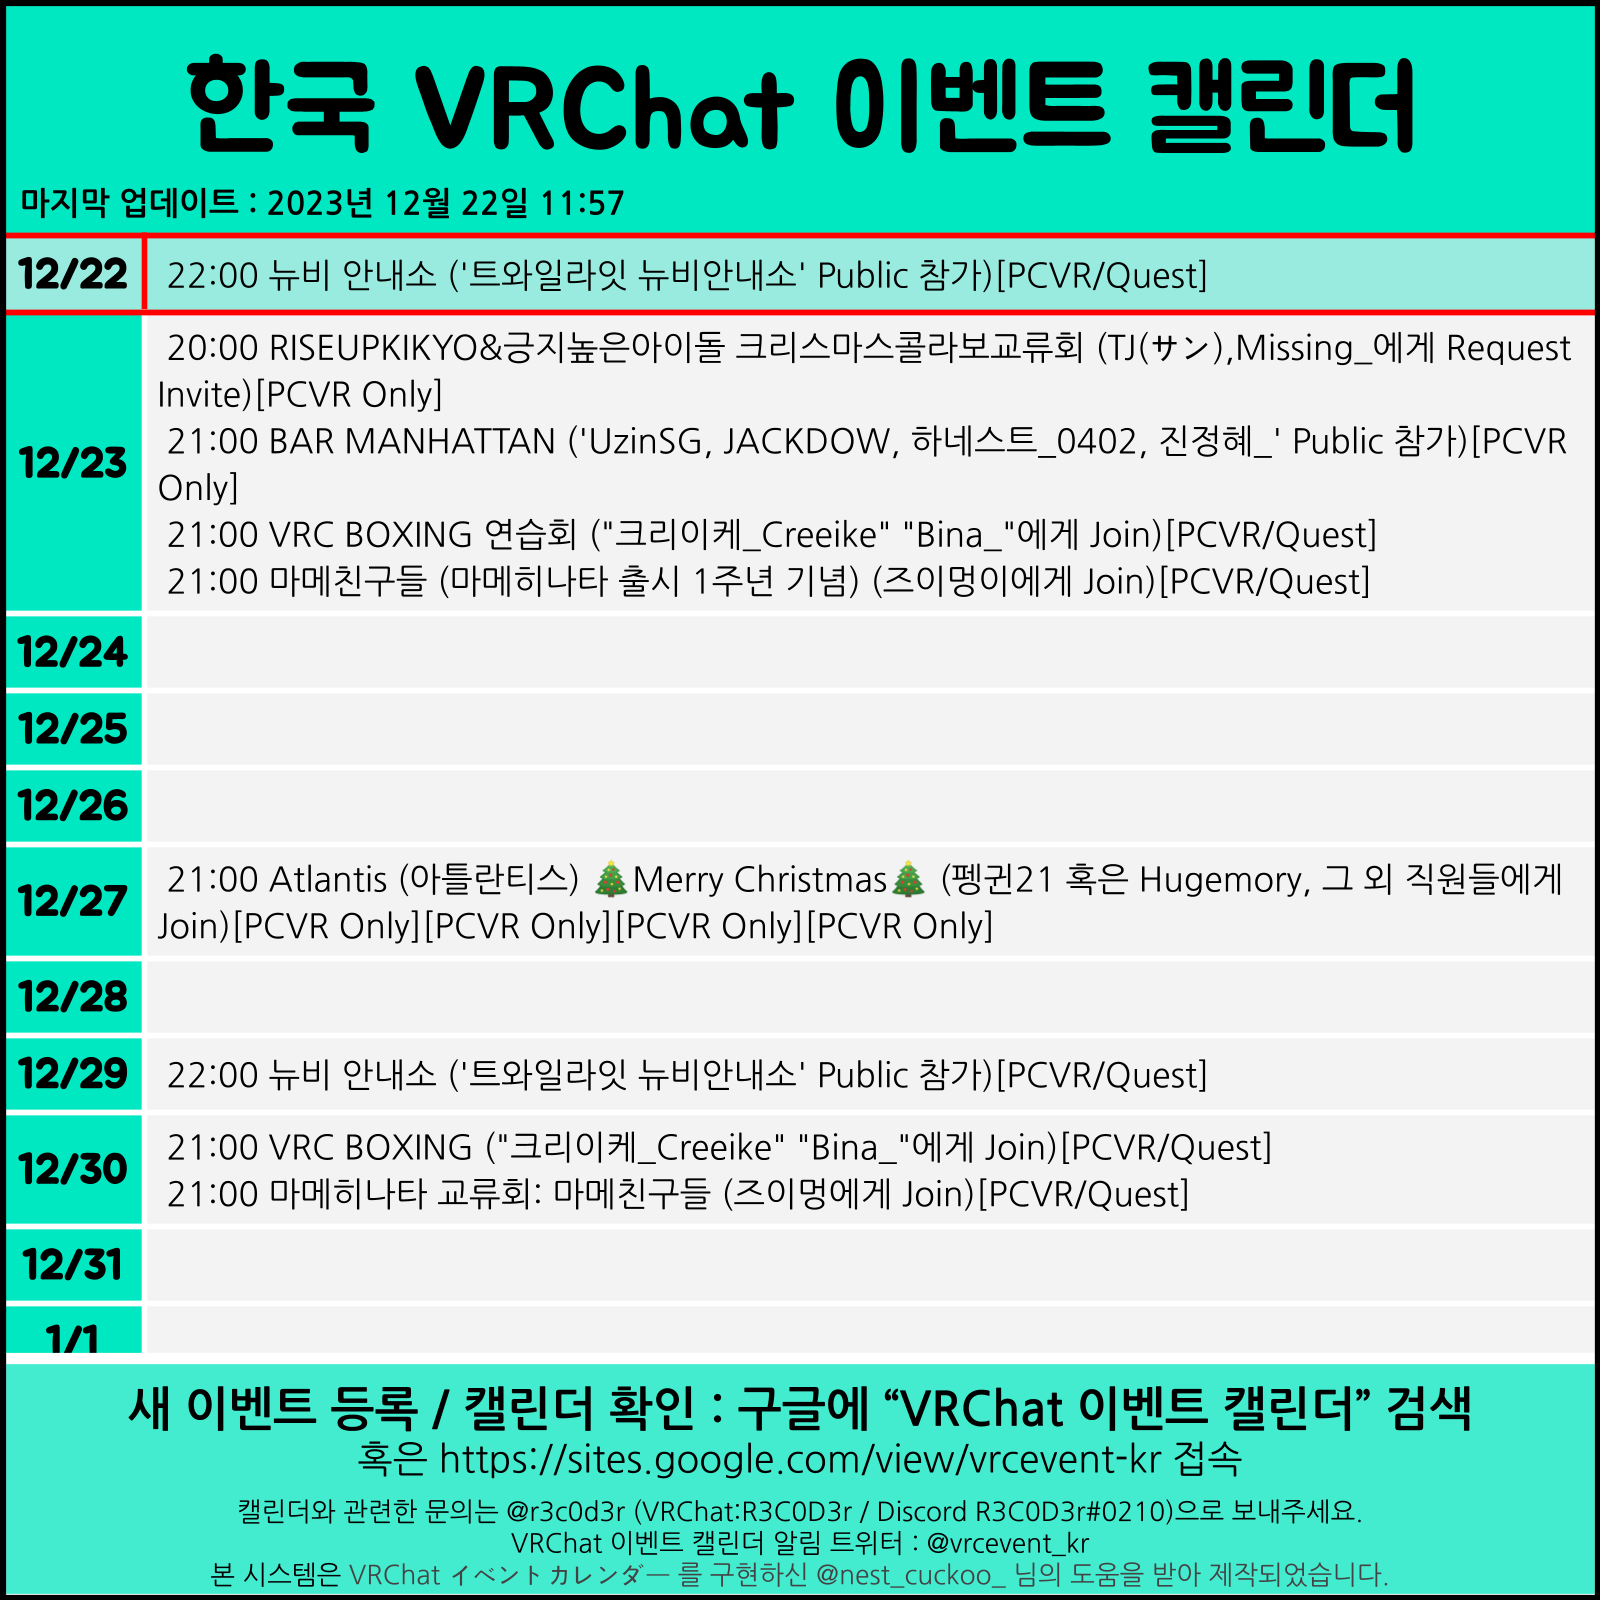 한국 VRChat 이벤트 캘린더
마지막 업데이트 : 2023년 12월 22일 11:57
12/22
22:00 뉴비 안내소 ('트와일라잇 뉴비안내소' Public 참가)[PCVR/Quest]
12/23
20:00 RISEUPKIKYO&긍지높은아이돌 크리스마스콜라보교류회 (TJ(サン),Missing_에게 Request
Invite)[PCVR Only]
21:00 BAR MANHATTAN ('UzinSG, JACKDOW, 하네스트_0402, 진정혜_' Public 참가)[PCVR
Only]
21:00 VRC BOXING 연습회 ("크리이케_Creeike" "Bina_"에게 Join)[PCVR/Quest]
21:00 마메친구들 (마메히나타 출시 1주년 기념) (즈이멍이에게 Join)[PCVR/Quest]
12/24
12/25
12/26
12/27
21:00 Atlantis (아틀란티스) 🎄Merry Christmas🎄 (펭귄21 혹은 Hugemory, 그 외 직원들에게
Join)[PCVR Only][PCVR Only][PCVR Only][PCVR Only]
12/28
12/29
22:00 뉴비 안내소 ('트와일라잇 뉴비안내소' Public 참가)[PCVR/Quest]
12/30
21:00 VRC BOXING ("크리이케_Creeike" "Bina_"에게 Join)[PCVR/Quest]
21:00 마메히나타 교류회: 마메친구들 (즈이멍에게 Join)[PCVR/Quest]
12/31
1/1
새 이벤트 등록 / 캘린더 확인 : 구글에 “VRChat 이벤트 캘린더” 검색
혹은 https://sites.google.com/view/vrcevent-kr 접속
캘린더와 관련한 문의는 @r3c0d3r (VRChat:R3C0D3r / Discord R3C0D3r#0210)으로 보내주세요.
VRChat 이벤트 캘린더 알림 트위터 : @vrcevent_kr
본 시스템은 VRChat イベントカレンダー 를 구현하신 @nest_cuckoo_ 님의 도움을 받아 제작되었습니다.